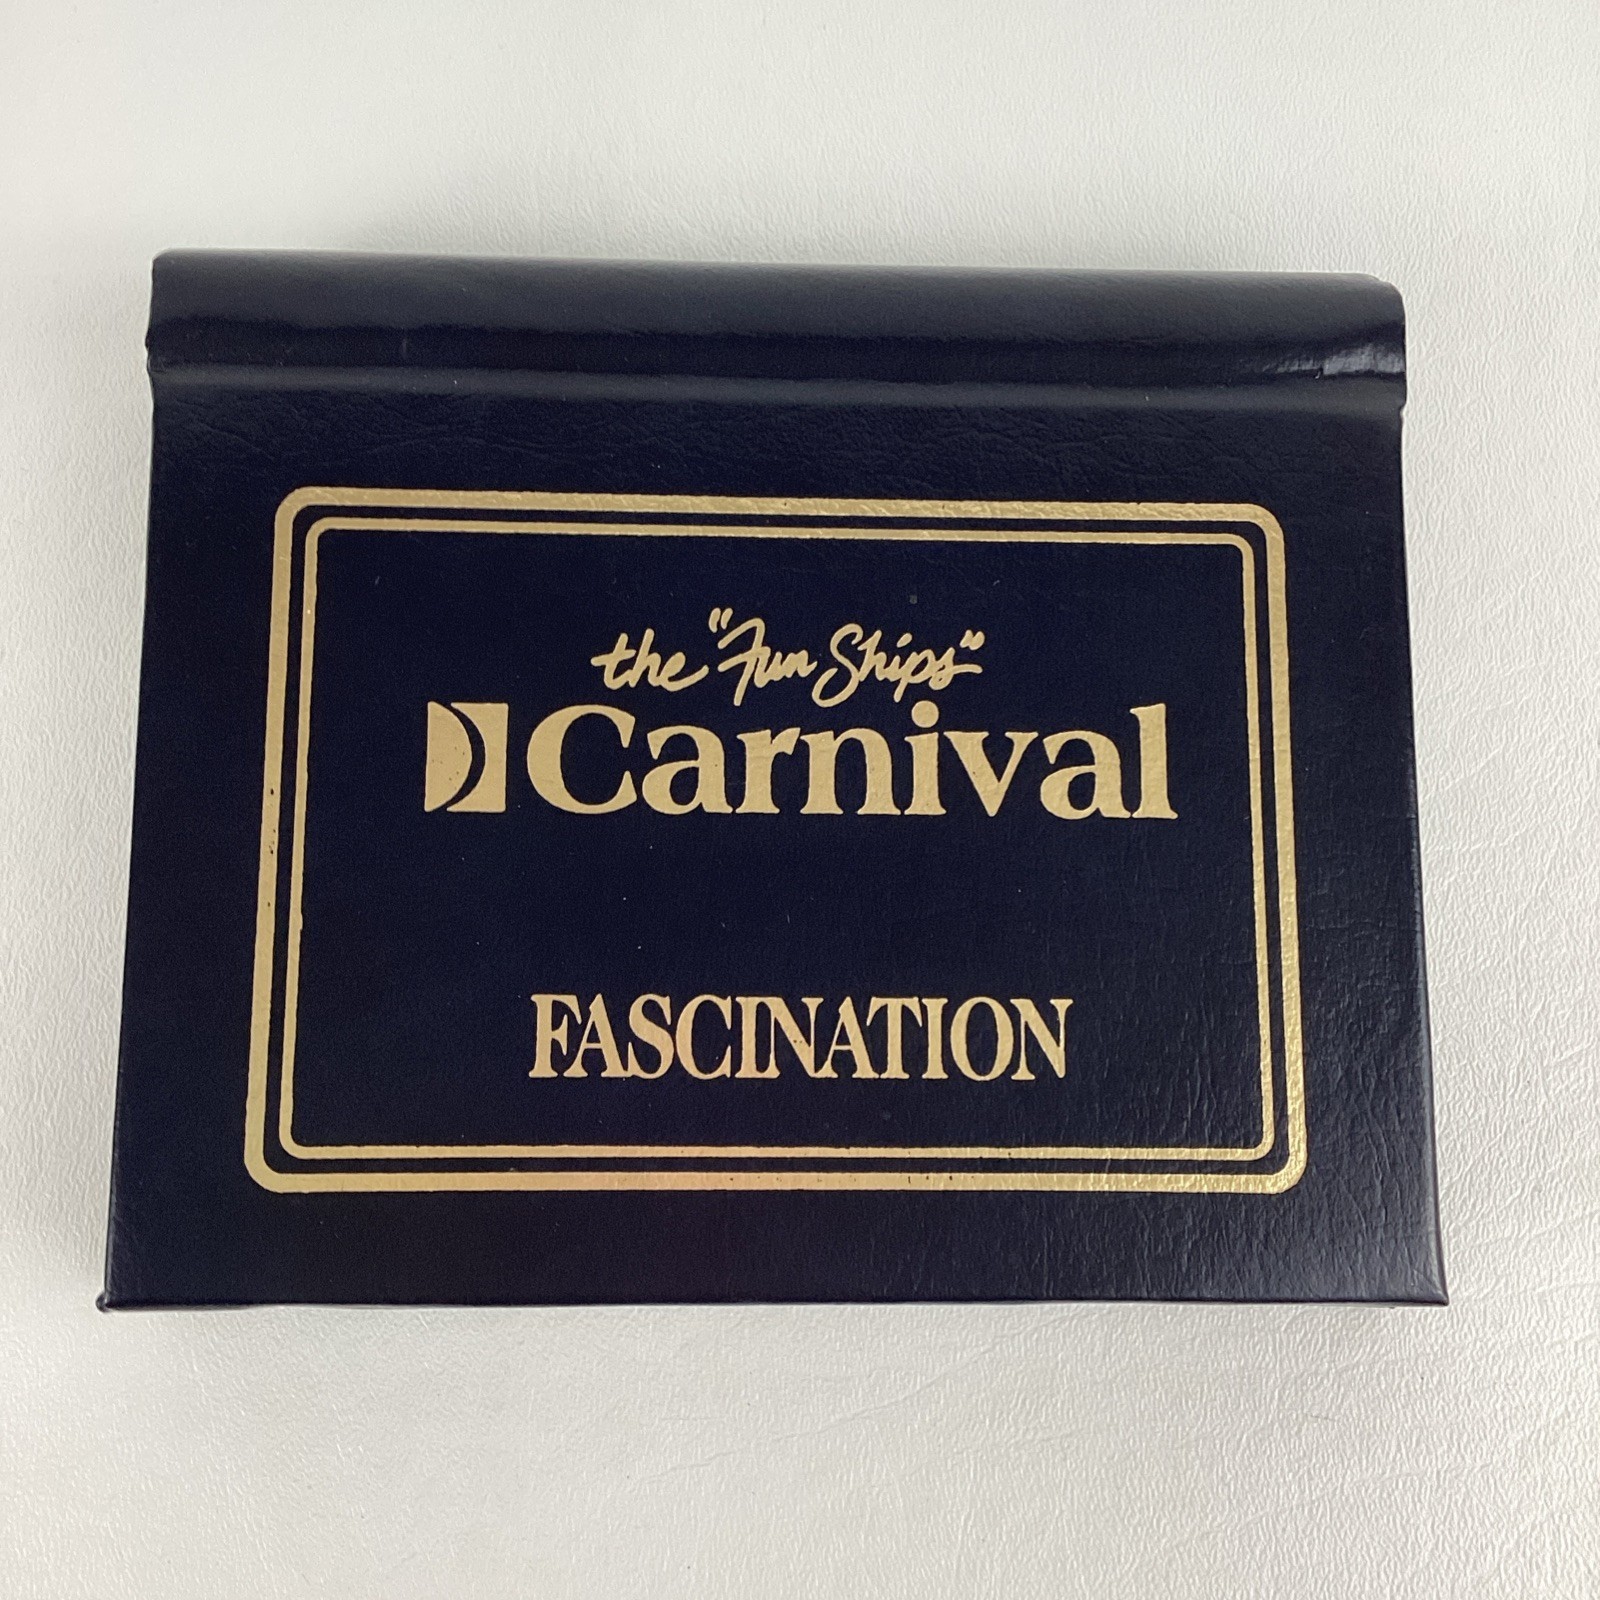 the "Fun Ships"
Carnival
FASCINATION